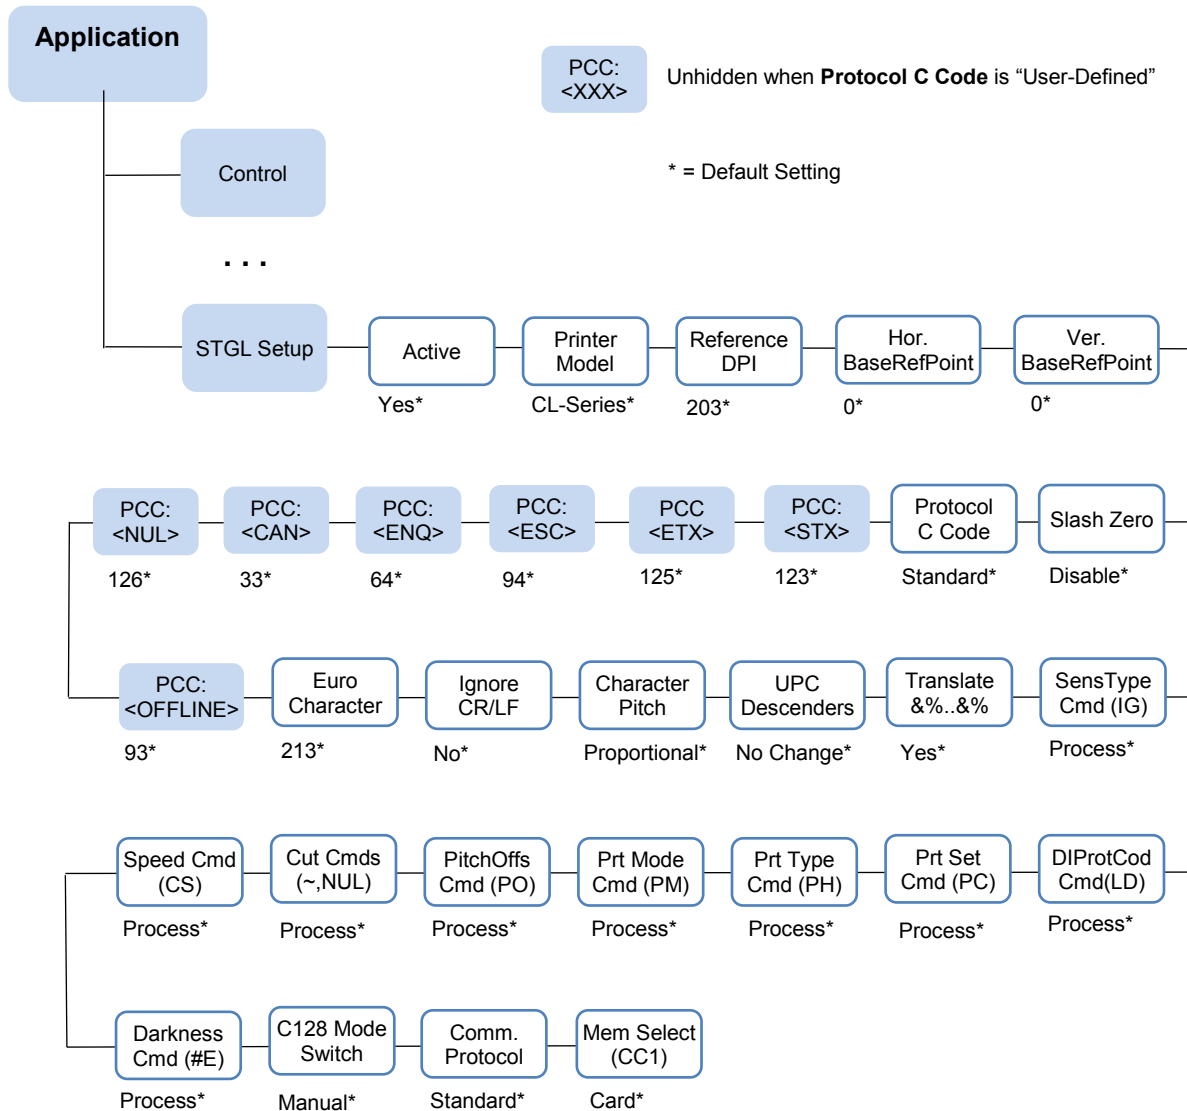 Application
PCC:
<XXX>
Unhidden when Protocol C Code is “User-Defined”
* = Default Setting
Control
. . .
STGL Setup
Active
Yes*
Printer
Model
CL-Series*
Reference
DPI
203*
Hor.
BaseRefPoint
0*
Ver.
BaseRefPoint
0*
PCC:
<NUL>
126*
PCC:
<CAN>
33*
PCC:
<ENQ>
64*
PCC:
<ESC>
94*
PCC
<ETX>
125*
PCC:
<STX>
123*
Protocol
C Code
Standard*
Slash Zero
Disable*
PCC:
<OFFLINE>
93*
Euro
Character
213*
Ignore
CR/LF
No*
Character
Pitch
Proportional*
UPC
Descenders
No Change*
Translate
&%..&%
Yes*
SensType
Cmd (IG)
Process*
Speed Cmd
(CS)
Process*
Cut Cmds
(~,NUL)
Process*
PitchOffs
Cmd (PO)
Process*
Prt Mode
Cmd (PM)
Process*
Prt Type
Cmd (PH)
Process*
Prt Set
Cmd (PC)
Process*
DIProtCod
Cmd(LD)
Process*
Darkness
Cmd (#E)
Process*
C128 Mode
Switch
Manual*
Comm.
Protocol
Standard*
Mem Select
(CC1)
Card*